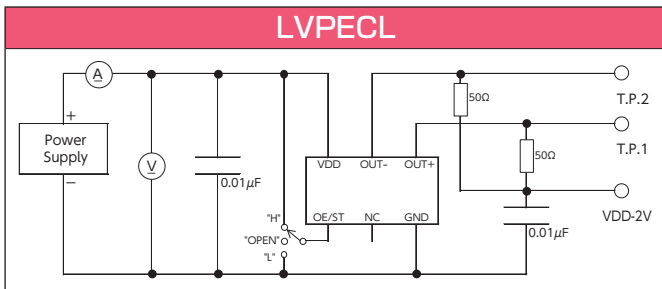 LVPECL
A
+
Power
Supply
−
V
0.01μF
VDD
OUT-
OUT+
OE/ST
NC
GND
"H"
"OPEN"
"L"
50Ω
50Ω
T.P.2
T.P.1
VDD-2V
0.01μF